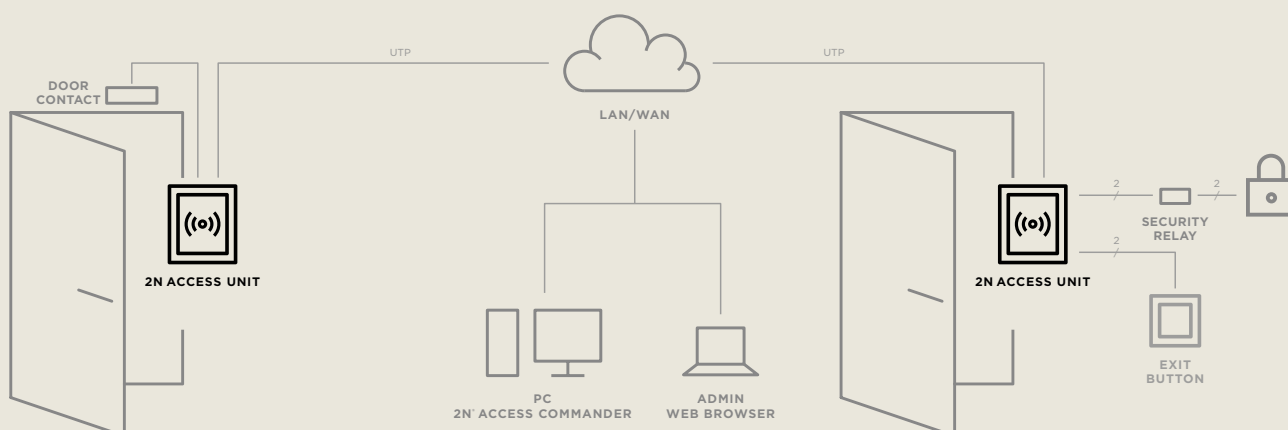 UTP
UTP
DOOR
CONTACT
LAN/WAN
2
2
SECURITY
RELAY
2
2N ACCESS UNIT
2N ACCESS UNIT
EXIT
BUTTON
PC
2N® ACCESS COMMANDER
ADMIN
WEB BROWSER